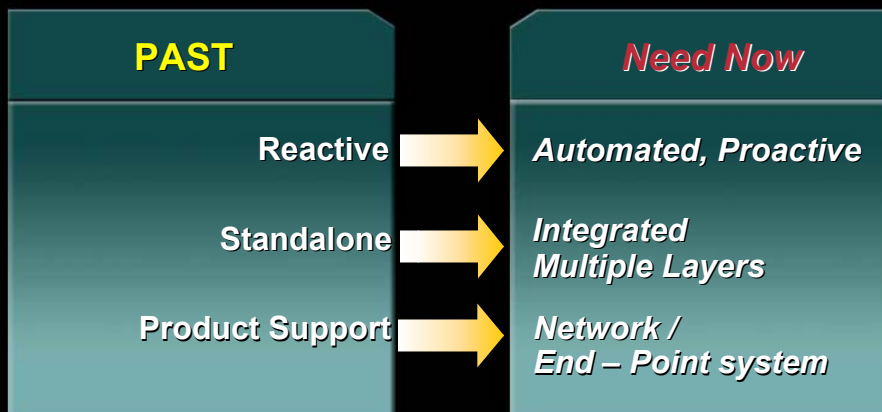 PAST
Need Now
Reactive
Automated, Proactive
Standalone
Integrated
Multiple Layers
Product Support
Network /
End – Point system